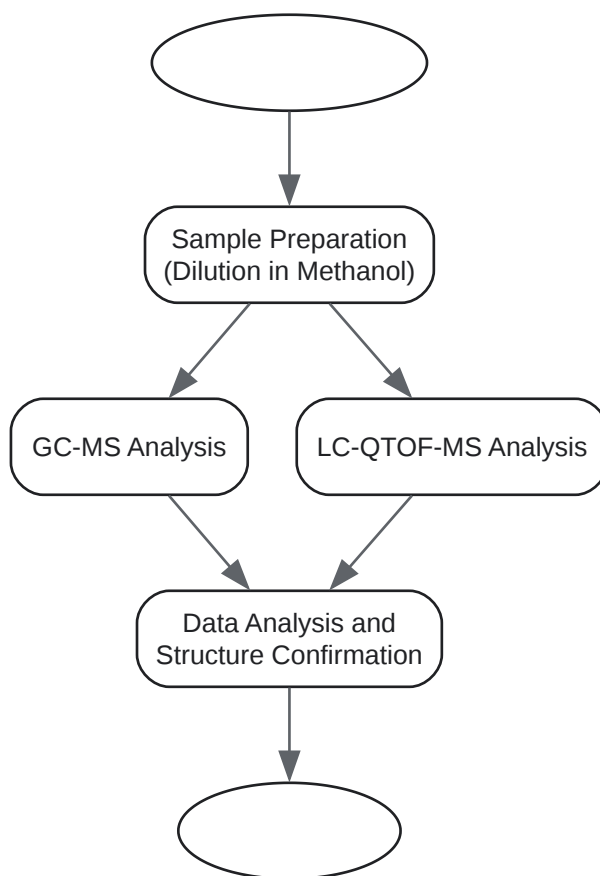 Sample Preparation
(Dilution in Methanol)
GC-MS Analysis
LC-QTOF-MS Analysis
Data Analysis and
Structure Confirmation